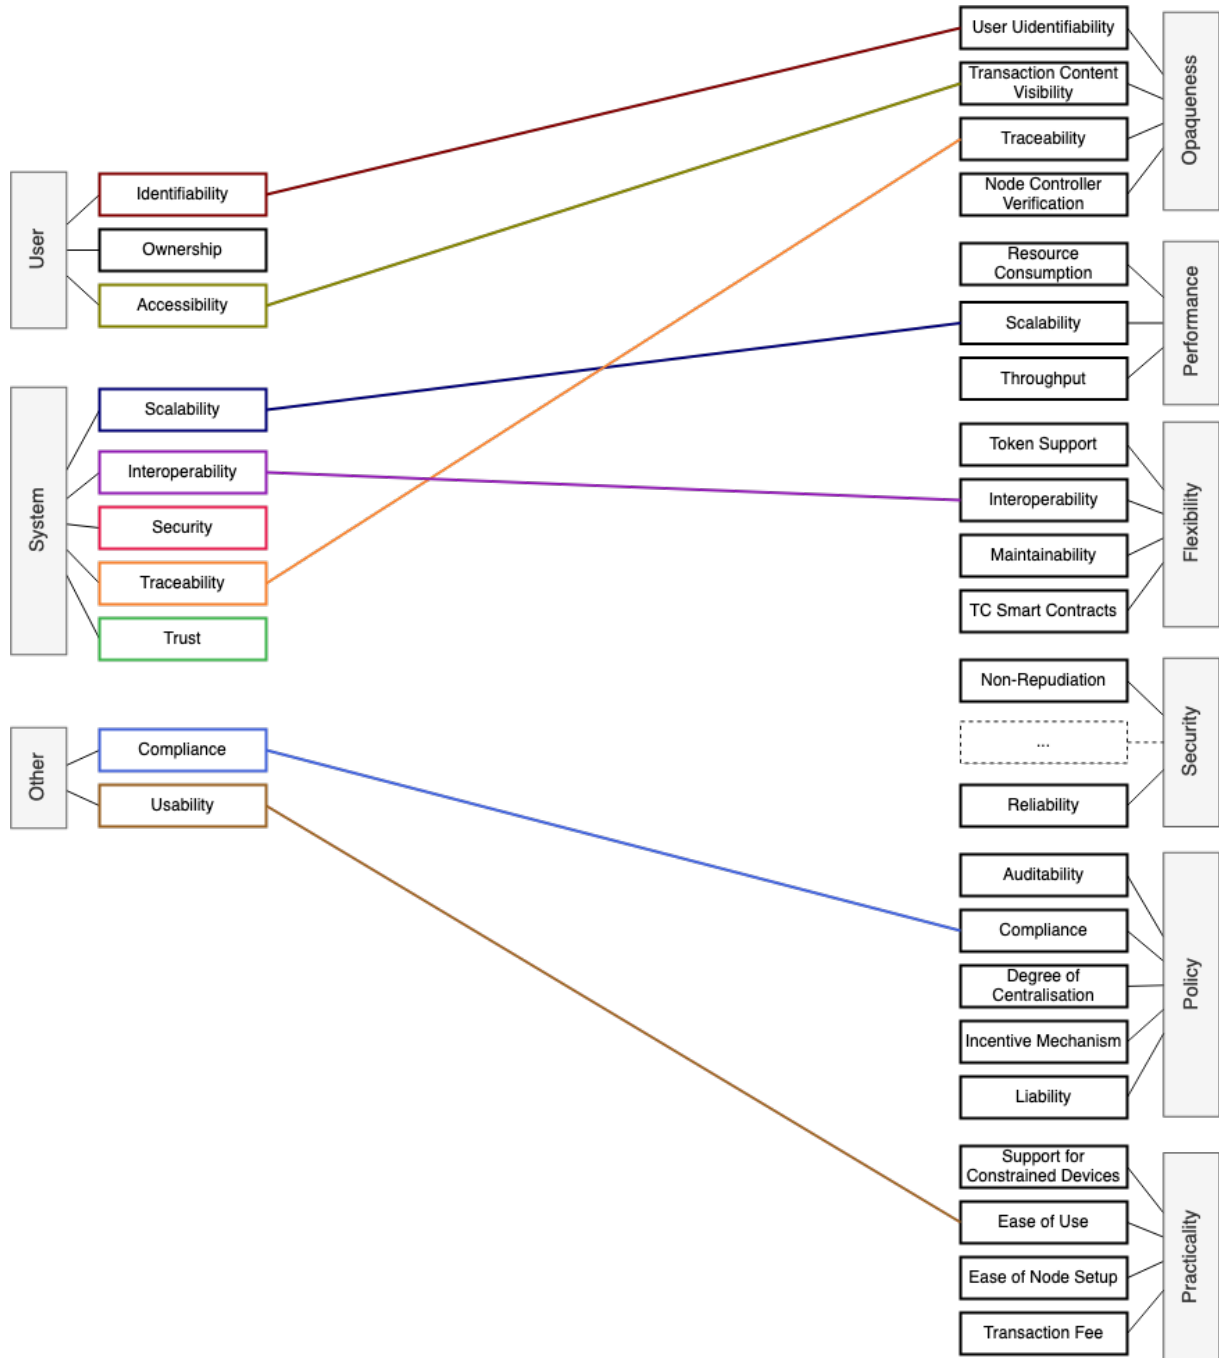 User
Identifiability
Ownership
Accessibility
System
Scalability
Interoperability
Security
Traceability
Trust
Other
Compliance
Usability
User Uidentifiability
Transaction Content
Visibility
Traceability
Node Controller
Verification
Opaqueness
Resource
Consumption
Scalability
Throughput
Performance
Token Support
Interoperability
Maintainability
TC Smart Contracts
Flexibility
Non-Repudiation
...
Reliability
Security
Auditability
Compliance
Degree of
Centralisation
Incentive Mechanism
Liability
Policy
Support for
Constrained Devices
Ease of Use
Ease of Node Setup
Transaction Fee
Practicality